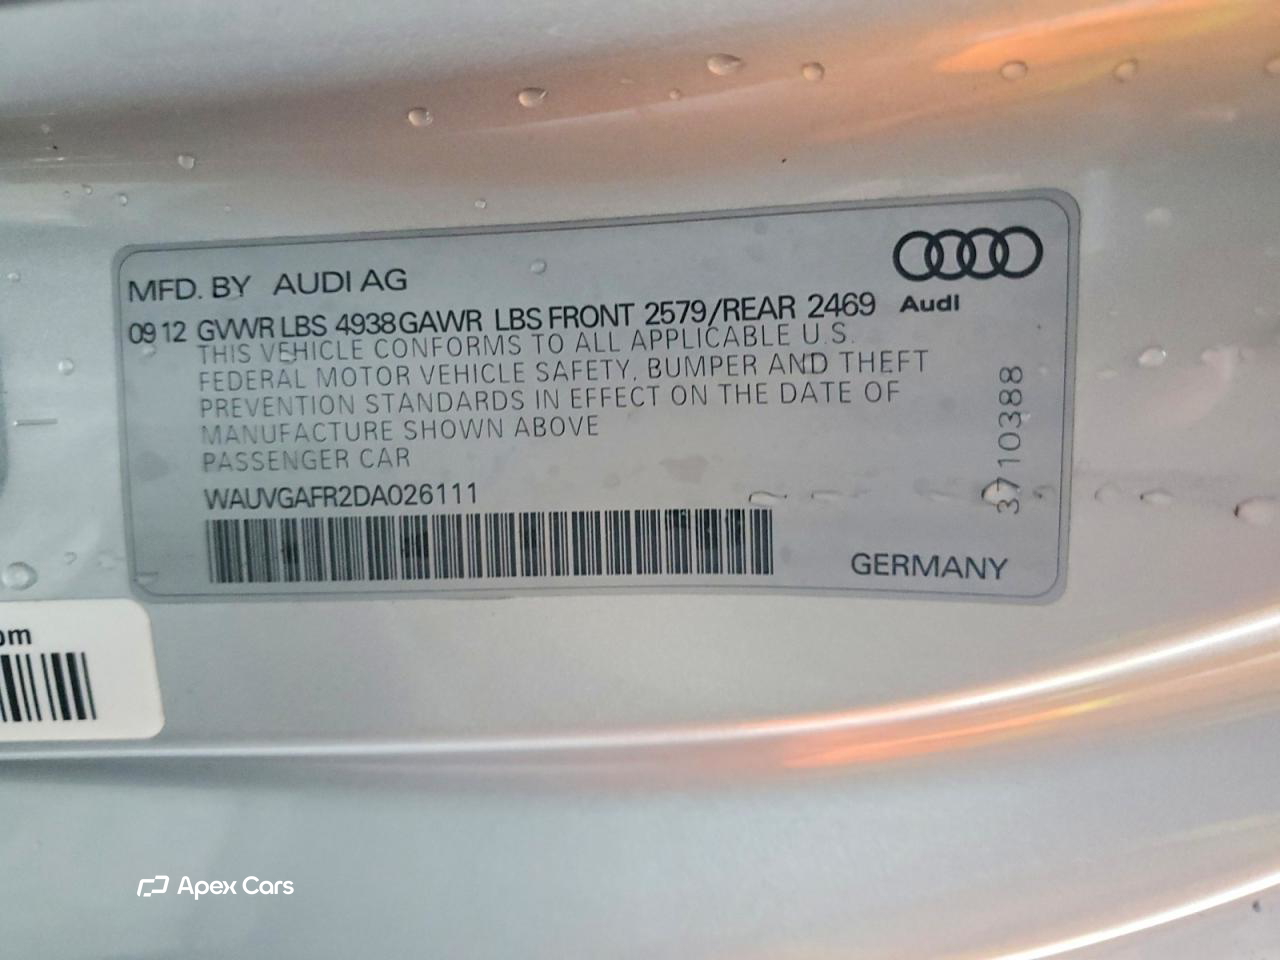 MFD. BY AUDI AG
Audi
09 12 GVWR LBS 4938 GAWR LBS FRONT 2579/REAR 2469
THIS VEHICLE CONFORMS TO ALL APPLICABLE U.S.
FEDERAL MOTOR VEHICLE SAFETY, BUMPER AND THEFT
PREVENTION STANDARDS IN EFFECT ON THE DATE OF
MANUFACTURE SHOWN ABOVE
PASSENGER CAR
WAUVGAFR2DA026111
3710388
GERMANY
Apex Cars